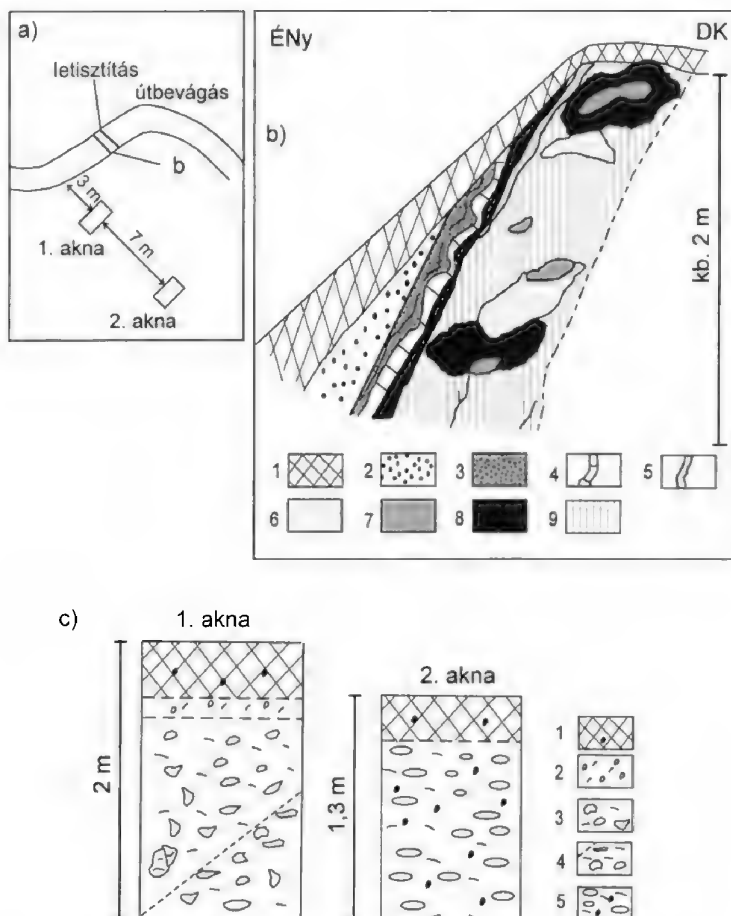 a)
letisztítás
útbevágás
b
3 m
7 m
1. akna
2. akna
ÉNy
DK
b)
kb. 2 m
1 2 3 4 5
6 7 8 9
c)
1. akna
2. akna
2 m
1,3 m
1
2
3
4
5